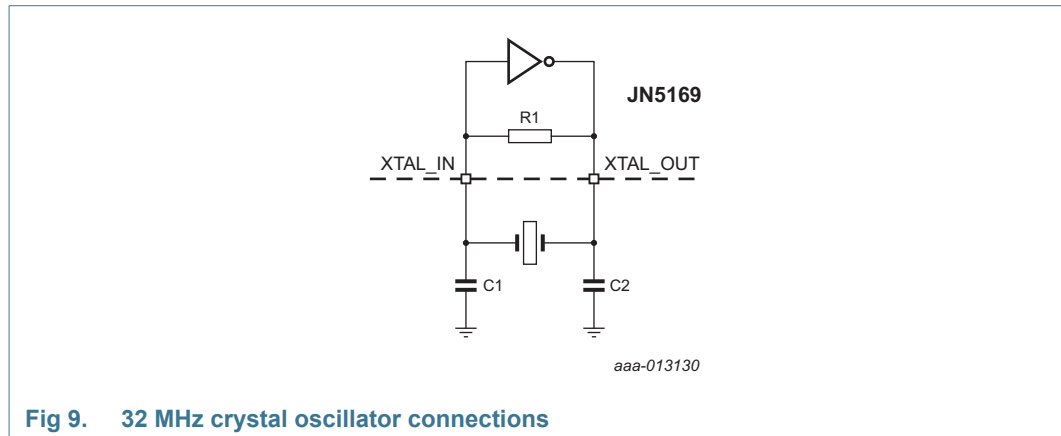 JN5169
R1
XTAL_IN XTAL_OUT
C1 C2
aaa-013130
Fig 9. 32 MHz crystal oscillator connections